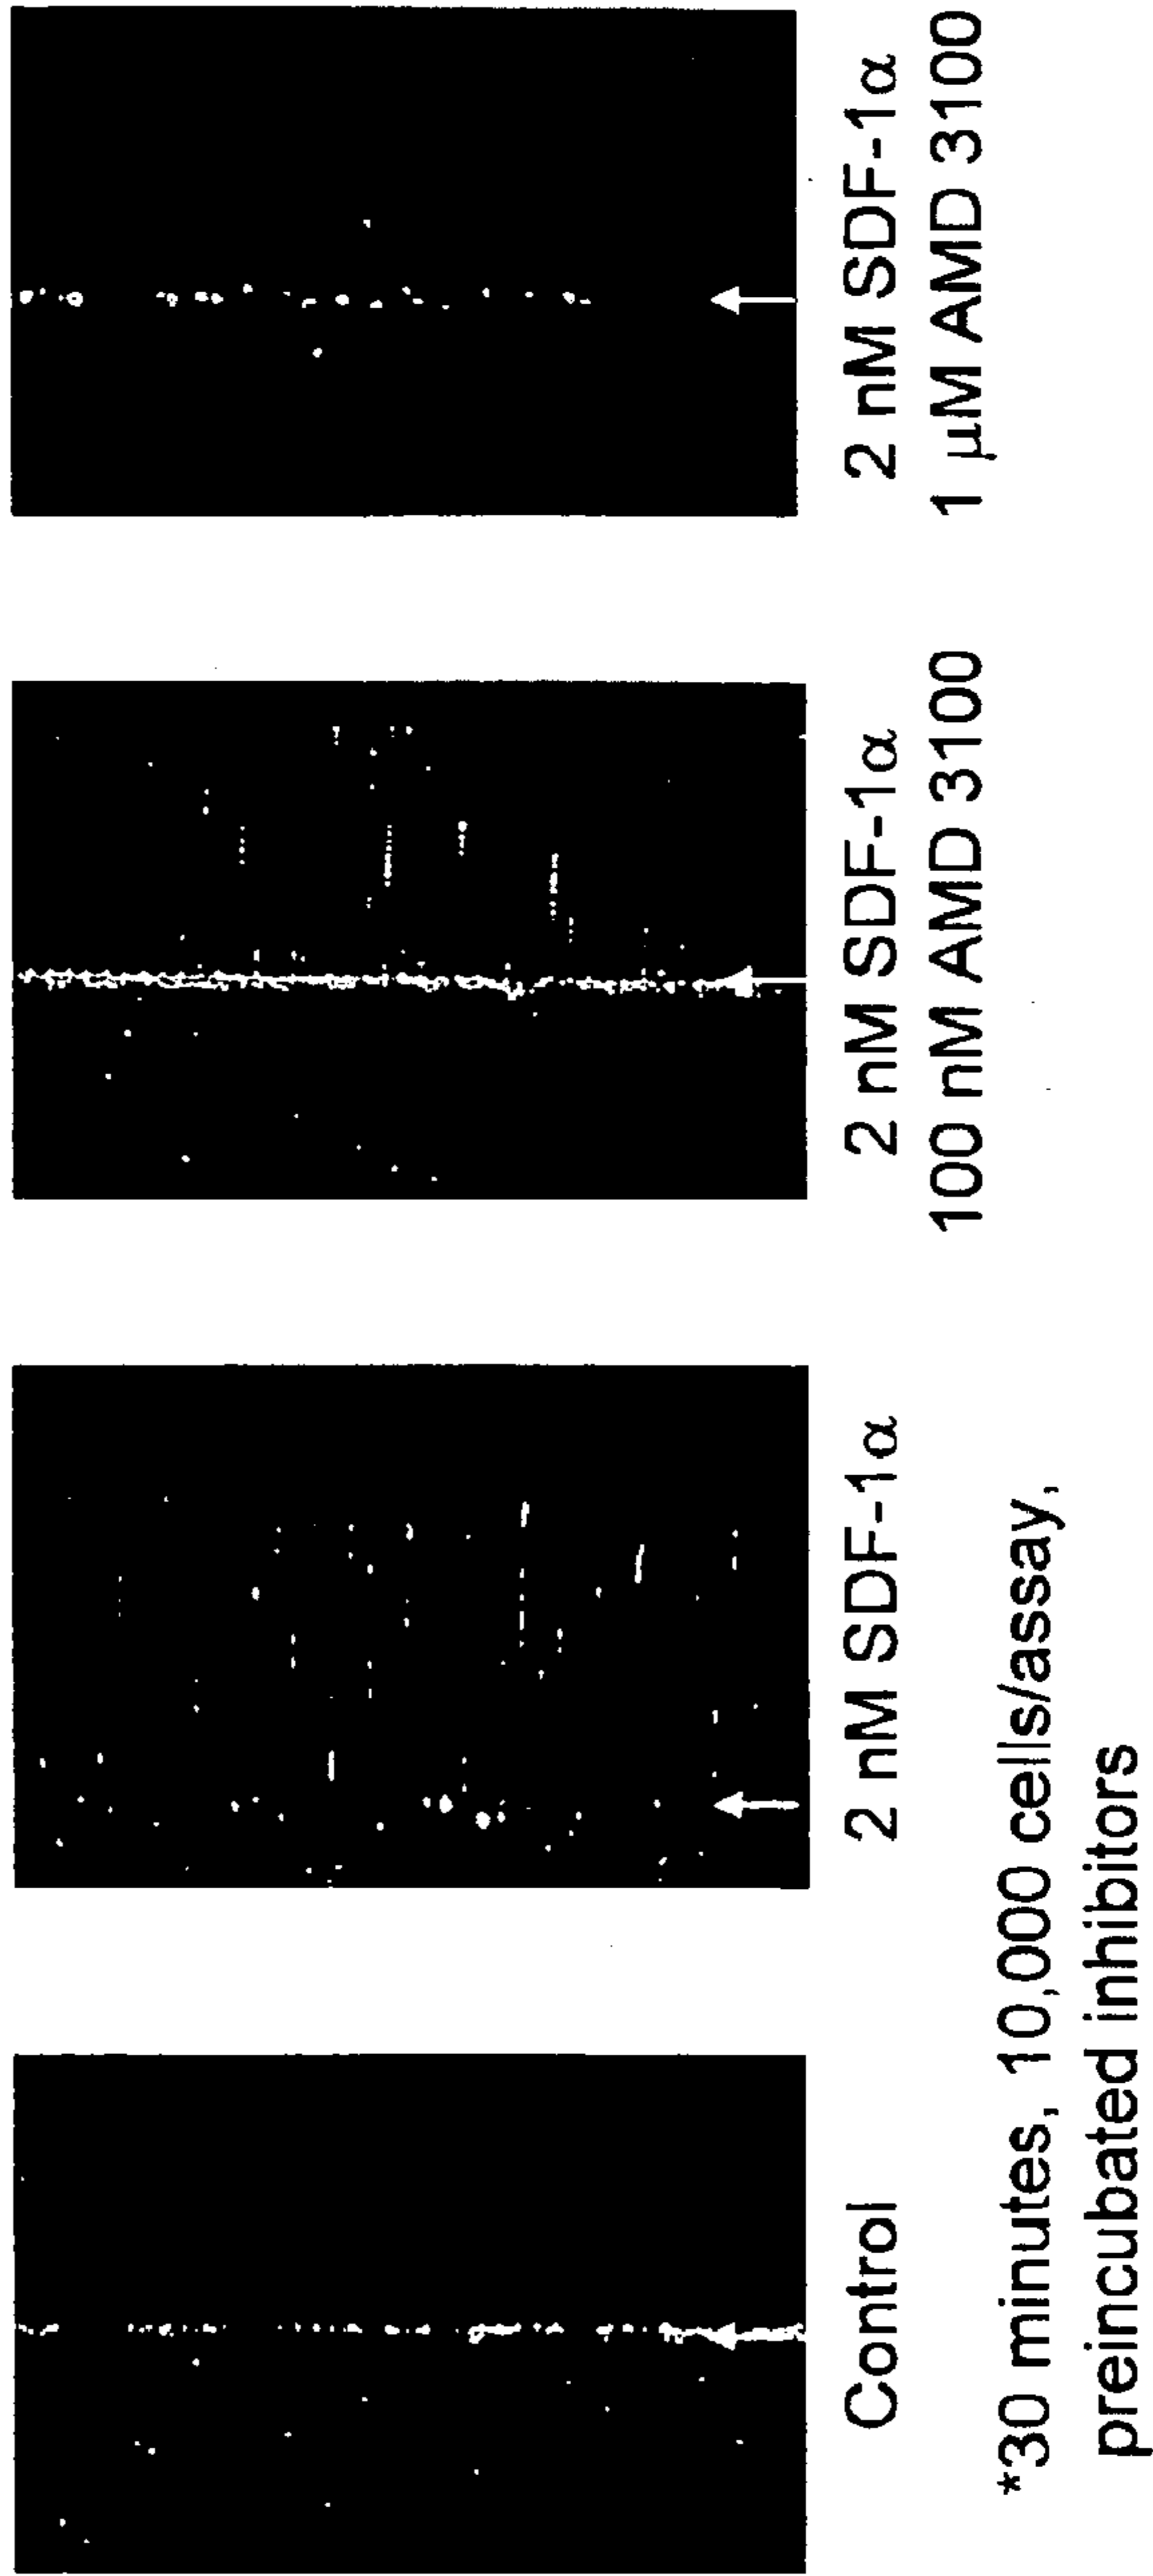 Control
2 nM SDF-1α
2 nM SDF-1α
100 nM AMD 3100
2 nM SDF-1α
1 μM AMD 3100
*30 minutes, 10,000 cells/assay,
preincubated inhibitors